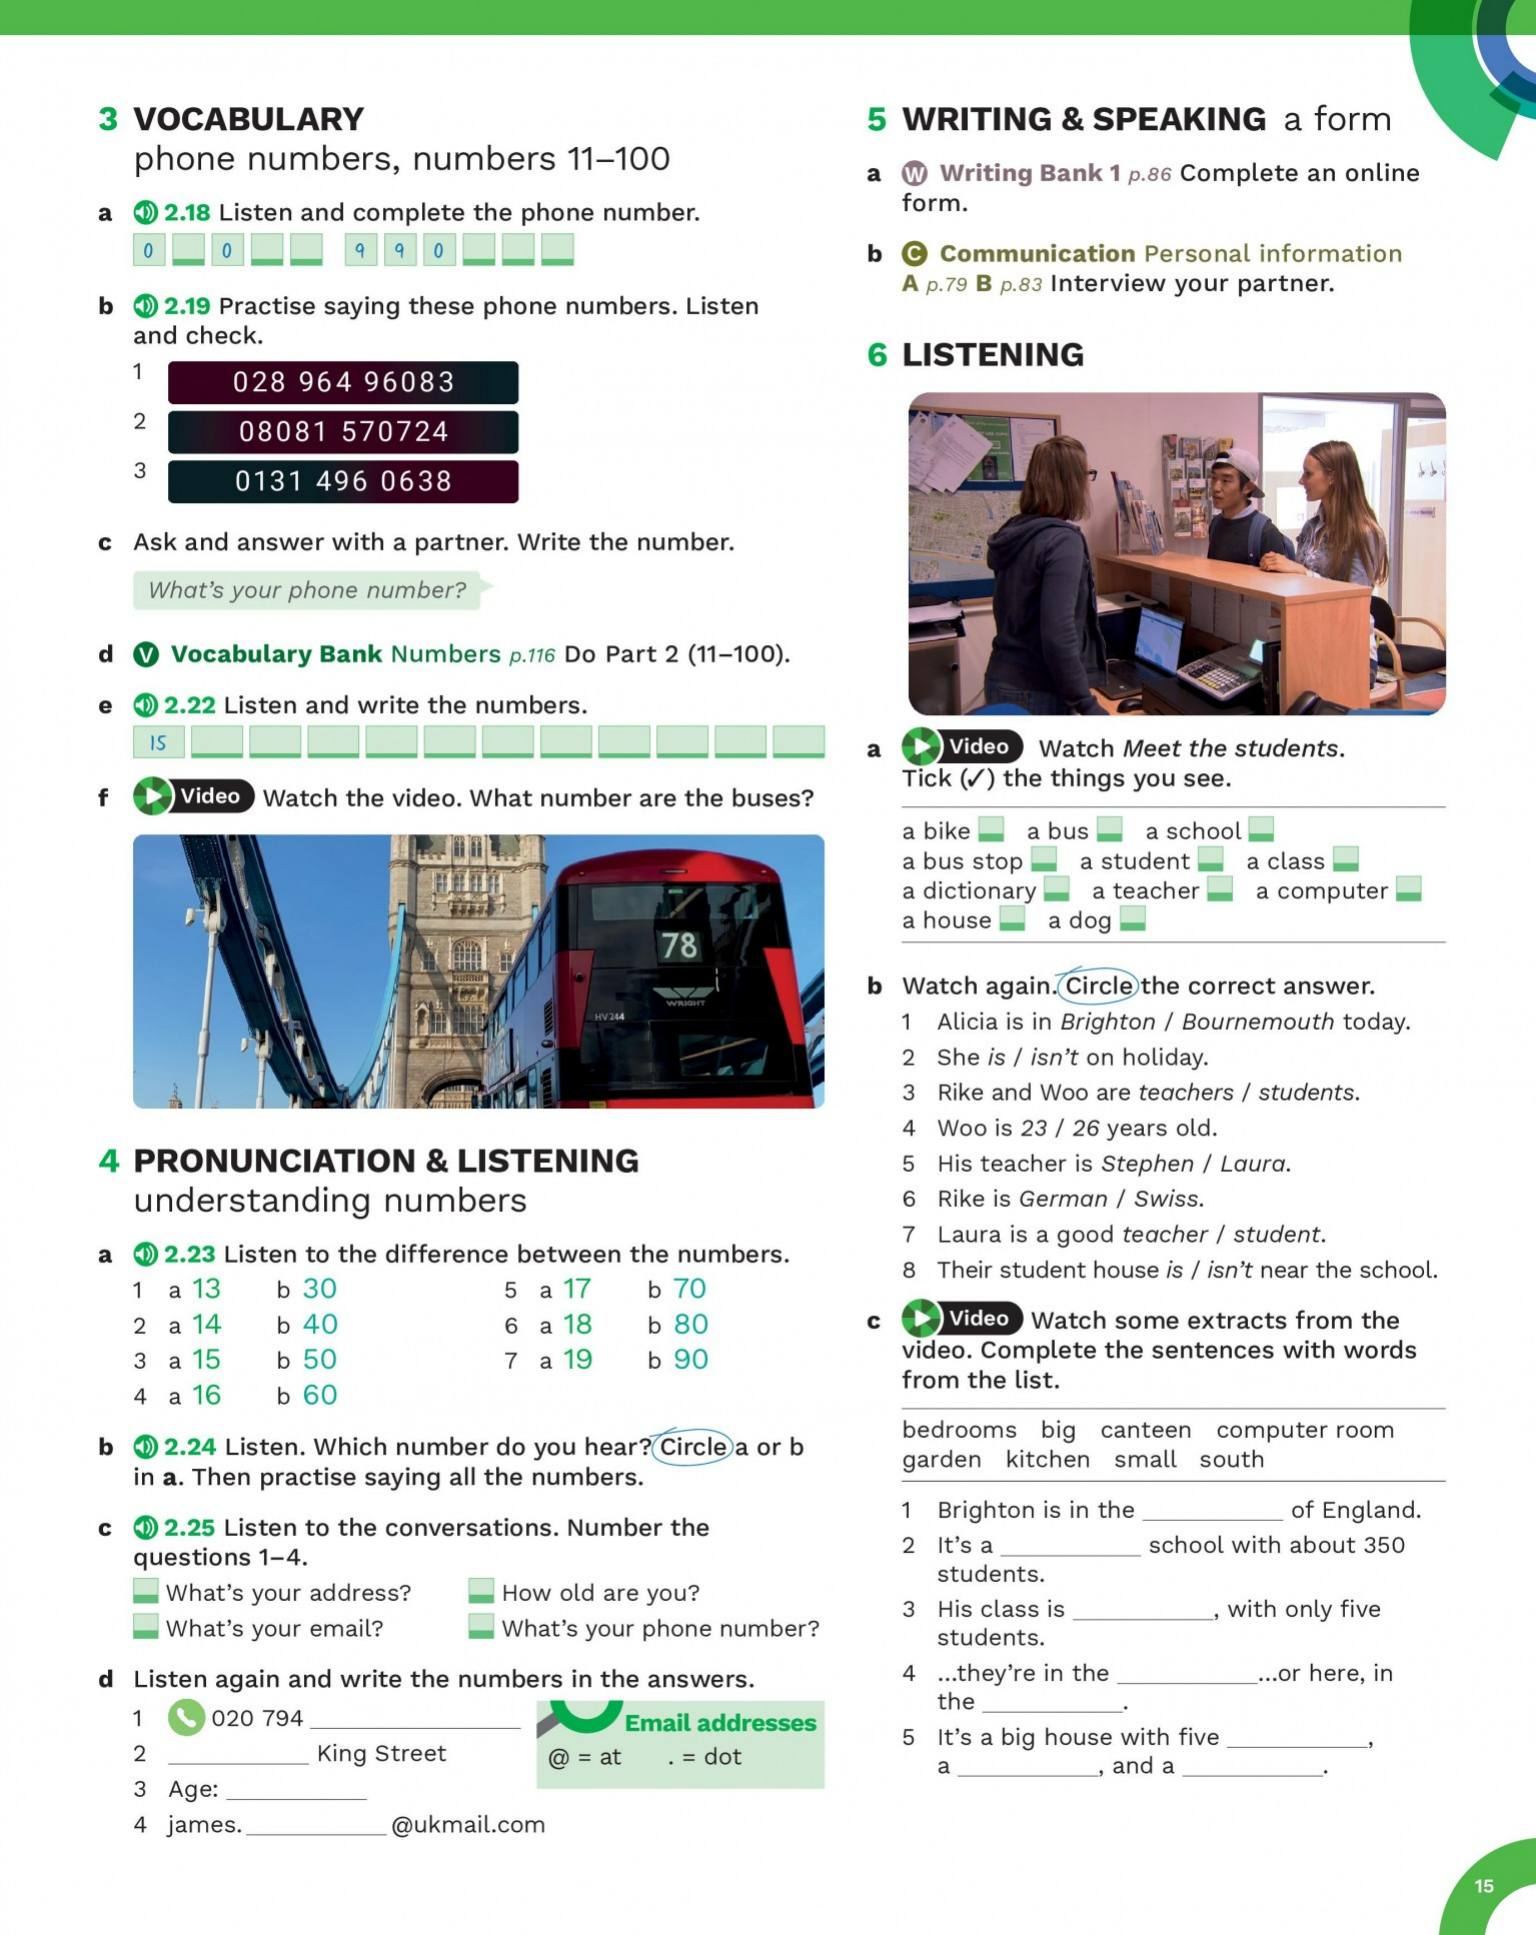 3 VOCABULARY
phone numbers, numbers 11–100
a 2.18 Listen and complete the phone number.
0 0 9 9 0
b 2.19 Practise saying these phone numbers. Listen
and check.
1 028 964 96083
2 08081 570724
3 0131 496 0638
c Ask and answer with a partner. Write the number.
What's your phone number?
d V Vocabulary Bank Numbers p.116 Do Part 2 (11–100).
e 2.22 Listen and write the numbers.
15
f Video Watch the video. What number are the buses?
78
WRIGHT
HV244
4 PRONUNCIATION & LISTENING
understanding numbers
a 2.23 Listen to the difference between the numbers.
1 a 13 b 30 5 a 17 b 70
2 a 14 b 40 6 a 18 b 80
3 a 15 b 50 7 a 19 b 90
4 a 16 b 60
b 2.24 Listen. Which number do you hear? Circle a or b
in a. Then practise saying all the numbers.
c 2.25 Listen to the conversations. Number the
questions 1–4.
What's your address? How old are you?
What's your email? What's your phone number?
d Listen again and write the numbers in the answers.
1 020 794 ____________
2 ____________ King Street
3 Age: ____________
4 james. ____________ @ukmail.com
Email addresses
@ = at . = dot
5 WRITING & SPEAKING a form
a W Writing Bank 1 p.86 Complete an online
form.
b C Communication Personal information
A p.79 B p.83 Interview your partner.
6 LISTENING
a Video Watch Meet the students.
Tick (✓) the things you see.
a bike a bus a school
a bus stop a student a class
a dictionary a teacher a computer
a house a dog
b Watch again. Circle the correct answer.
1 Alicia is in Brighton / Bournemouth today.
2 She is / isn't on holiday.
3 Rike and Woo are teachers / students.
4 Woo is 23 / 26 years old.
5 His teacher is Stephen / Laura.
6 Rike is German / Swiss.
7 Laura is a good teacher / student.
8 Their student house is / isn't near the school.
c Video Watch some extracts from the
video. Complete the sentences with words
from the list.
bedrooms big canteen computer room
garden kitchen small south
1 Brighton is in the ____________ of England.
2 It's a ____________ school with about 350
students.
3 His class is ____________, with only five
students.
4 …they're in the ____________…or here, in
the ____________.
5 It's a big house with five ____________,
a ____________, and a ____________.
15